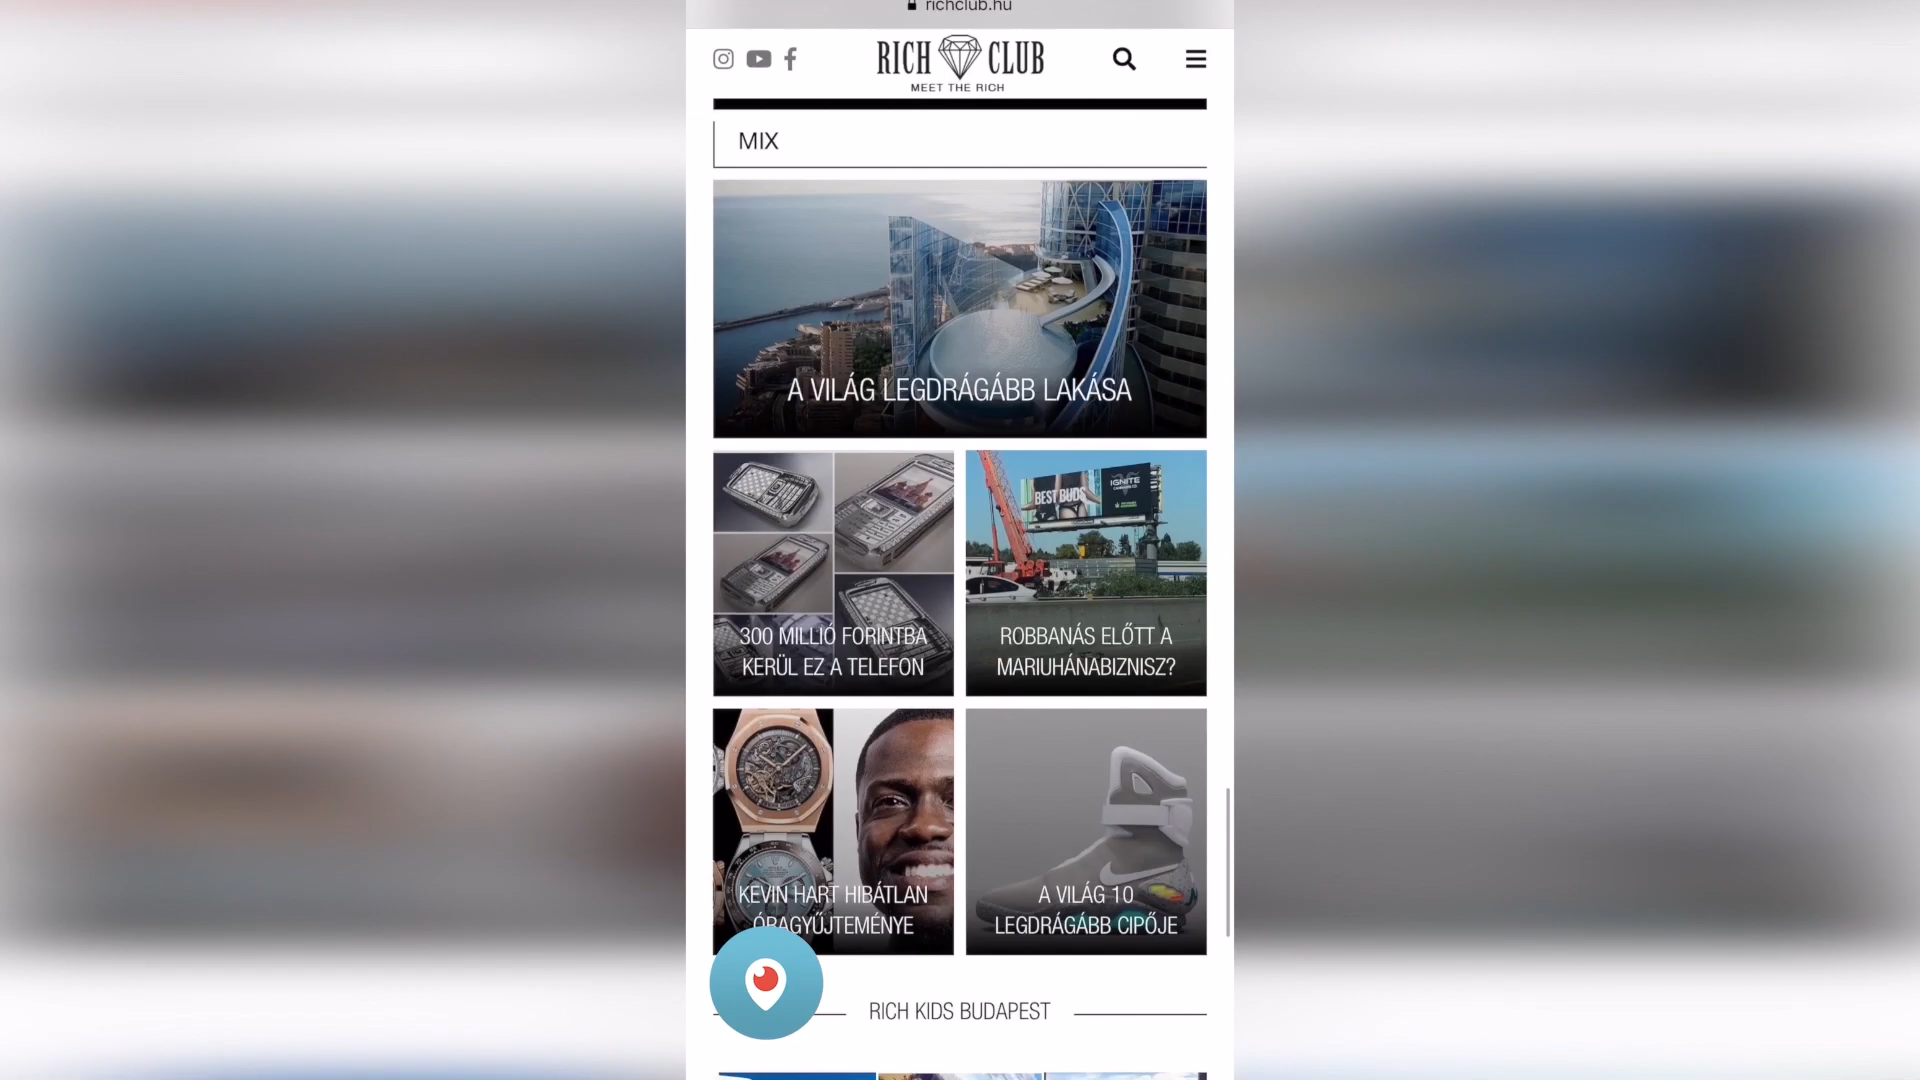 richclub.hu
RICH CLUB
MEET THE RICH
MIX
A VILÁG LEGDRÁGÁBB LAKÁSA
300 MILLIÓ FORINTBA
KERÜL EZ A TELEFON
BEST BUDS
IGNITE
ROBBANÁS ELŐTT A
MARIUHÁNABIZNISZ?
KEVIN HART HIBÁTLAN
ÓRAGYŰJTEMÉNYE
A VILÁG 10
LEGDRÁGÁBB CIPŐJE
RICH KIDS BUDAPEST